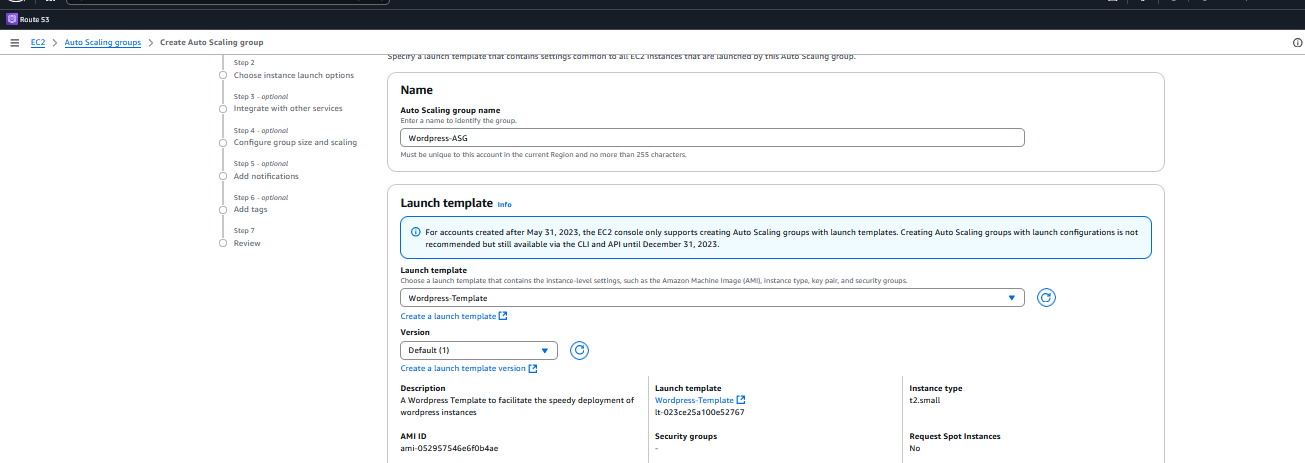 Route 53
EC2 > Auto Scaling groups > Create Auto Scaling group
Step 2
Choose instance launch options
Step 3 - optional
Integrate with other services
Step 4 - optional
Configure group size and scaling
Step 5 - optional
Add notifications
Step 6 - optional
Add tags
Step 7
Review
Specify a launch template that contains settings common to all EC2 instances that are launched by this Auto Scaling group.
Name
Auto Scaling group name
Enter a name to identify the group.
Wordpress-ASG
Must be unique to this account in the current Region and no more than 255 characters.
Launch template Info
For accounts created after May 31, 2023, the EC2 console only supports creating Auto Scaling groups with launch templates. Creating Auto Scaling groups with launch configurations is not
recommended but still available via the CLI and API until December 31, 2023.
Launch template
Choose a launch template that contains the instance-level settings, such as the Amazon Machine Image (AMI), instance type, key pair, and security groups.
Wordpress-Template
Create a launch template
Version
Default (1)
Create a launch template version
Description
A Wordpress Template to facilitate the speedy deployment of
wordpress instances
Launch template
Wordpress-Template
lt-023ce25a100e52767
Instance type
t2.small
AMI ID
ami-052957546e6f0b4ae
Security groups
-
Request Spot Instances
No